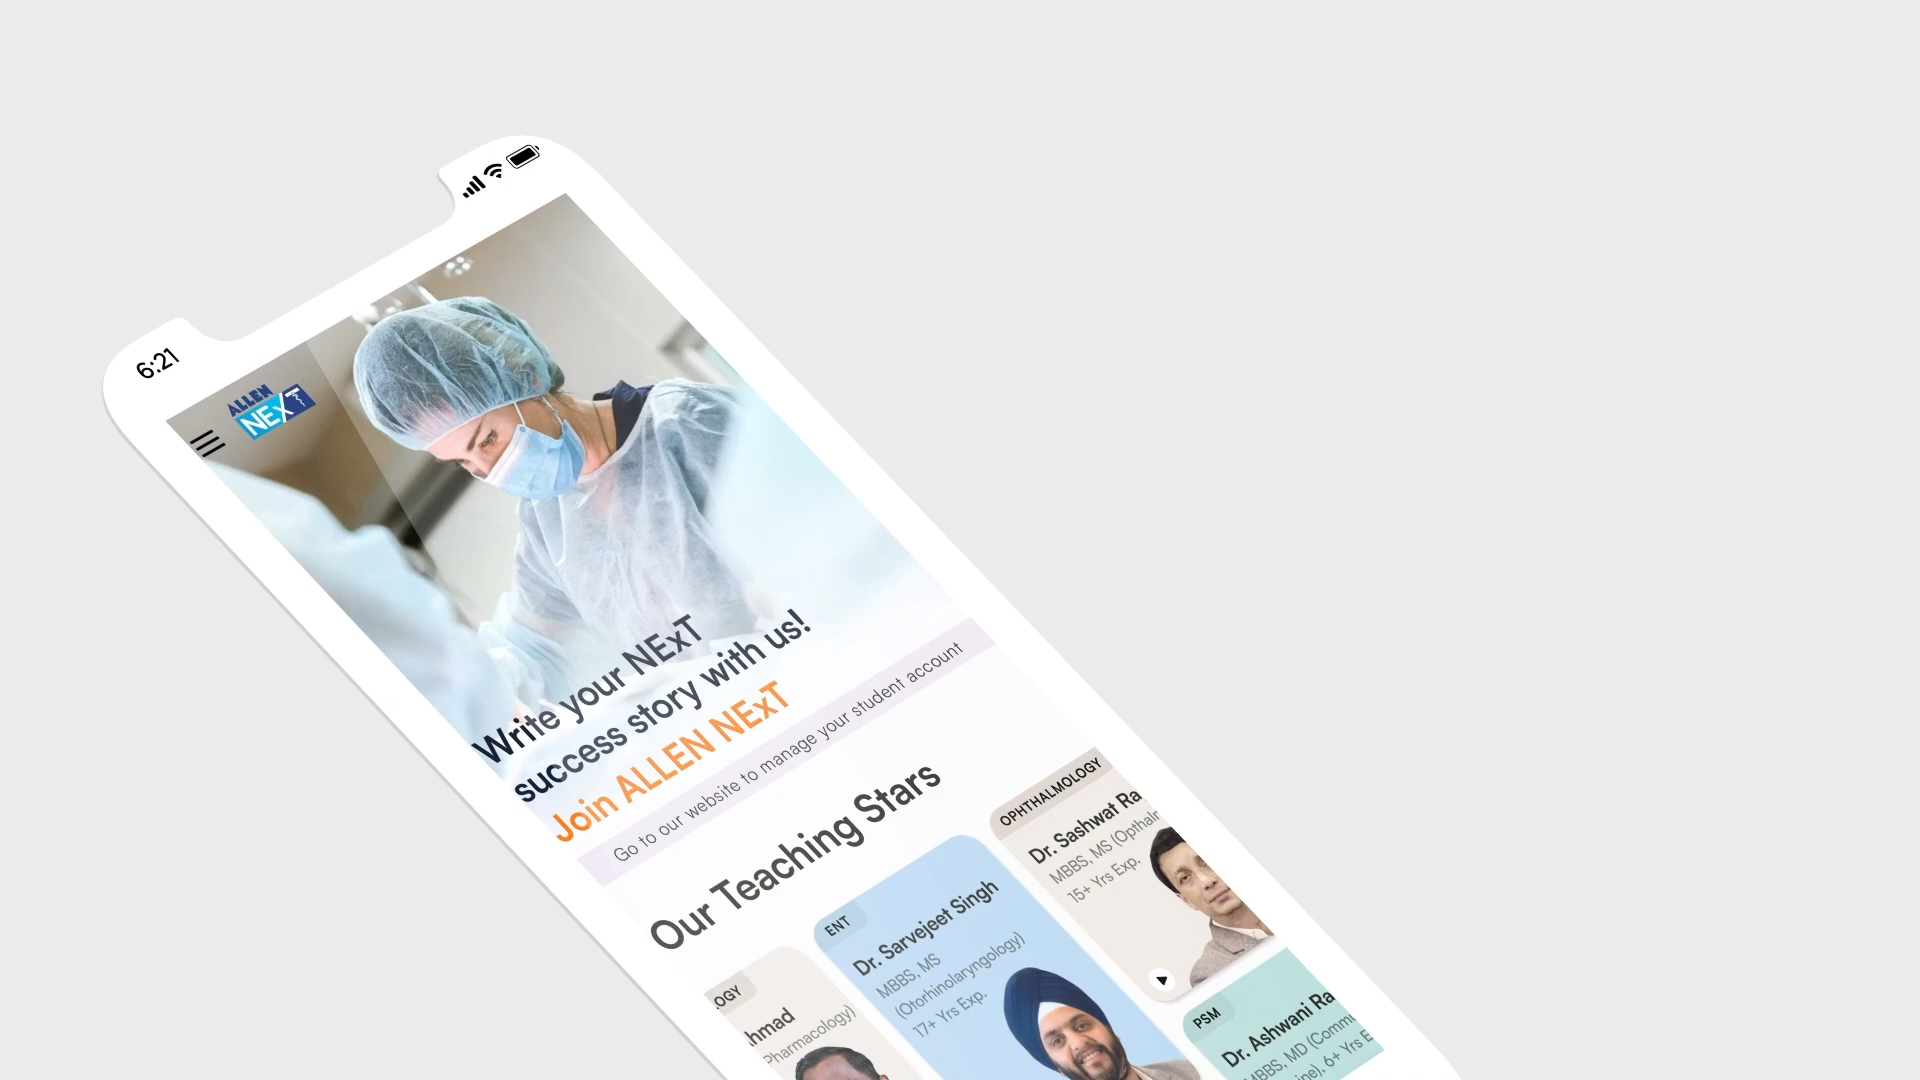 6:21
ALLEN
NExT
Write your NExT
success story with us!
Join ALLEN NExT
Go to our website to manage your student account
Our Teaching Stars
OGY
hmad
Pharmacology)
ENT
Dr. Sarvejeet Singh
MBBS, MS
(Otorhinolaryngology)
17+ Yrs Exp.
OPHTHALMOLOGY
Dr. Sashwat Ra
MBBS, MS (Opthalm
15+ Yrs Exp.
PSM
Dr. Ashwani Ra
MBBS, MD (Comm
ine), 6+ Yrs E